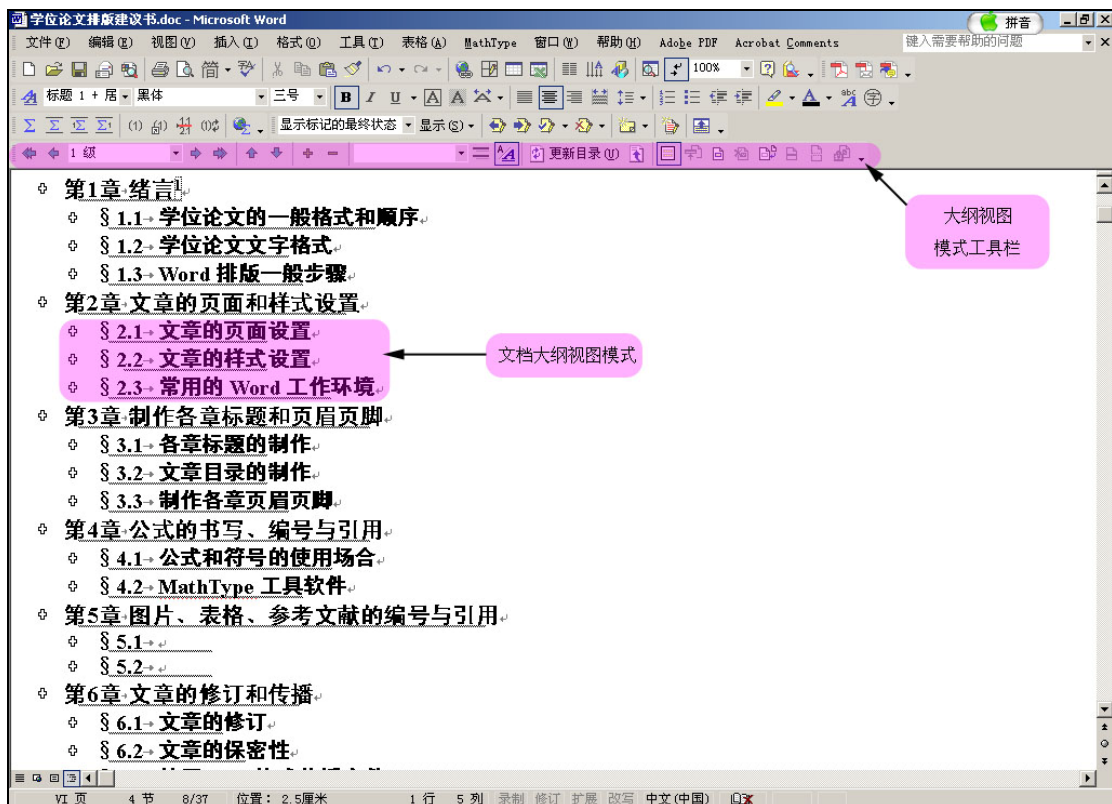 学位论文排版建议书.doc - Microsoft Word
拼音
文件(F) 编辑(E) 视图(V) 插入(I) 格式(O) 工具(T) 表格(A) MathType 窗口(W) 帮助(H) Adobe PDF Acrobat Comments 键入需要帮助的问题
100%
标题 1 + 居 黑体 三号 B I U A A A
显示标记的最终状态 显示(S)
1 级 更新目录(U)
第1章 绪言1
§ 1.1 学位论文的一般格式和顺序
§ 1.2 学位论文文字格式
§ 1.3 Word 排版一般步骤
第2章 文章的页面和样式设置
§ 2.1 文章的页面设置
§ 2.2 文章的样式设置
§ 2.3 常用的 Word 工作环境
第3章 制作各章标题和页眉页脚
§ 3.1 各章标题的制作
§ 3.2 文章目录的制作
§ 3.3 制作各章页眉页脚
第4章 公式的书写、编号与引用
§ 4.1 公式和符号的使用场合
§ 4.2 MathType 工具软件
第5章 图片、表格、参考文献的编号与引用
§ 5.1
§ 5.2
第6章 文章的修订和传播
§ 6.1 文章的修订
§ 6.2 文章的保密性
大纲视图
模式工具栏
文档大纲视图模式
VI 页 4 节 8/37 位置: 2.5厘米 1 行 5 列 录制 修订 扩展 改写 中文(中国)